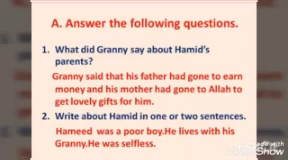 A. Answer the following questions.
1. What did Granny say about Hamid's
parents?
Granny said that his father had gone to earn
money and his mother had gone to Allah to
get lovely gifts for him.
2. Write about Hamid in one or two sentences.
Hameed was a poor boy.He lives with his
Granny.He was selfless.
Made with